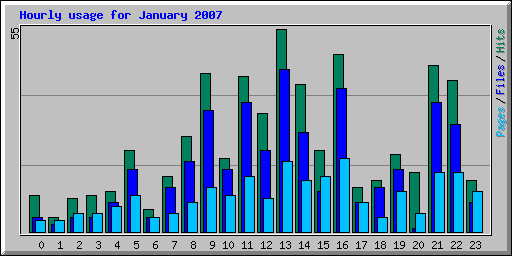 Hourly usage for January 2007
55
Pages / Files / Hits
0 1 2 3 4 5 6 7 8 9 10 11 12 13 14 15 16 17 18 19 20 21 22 23